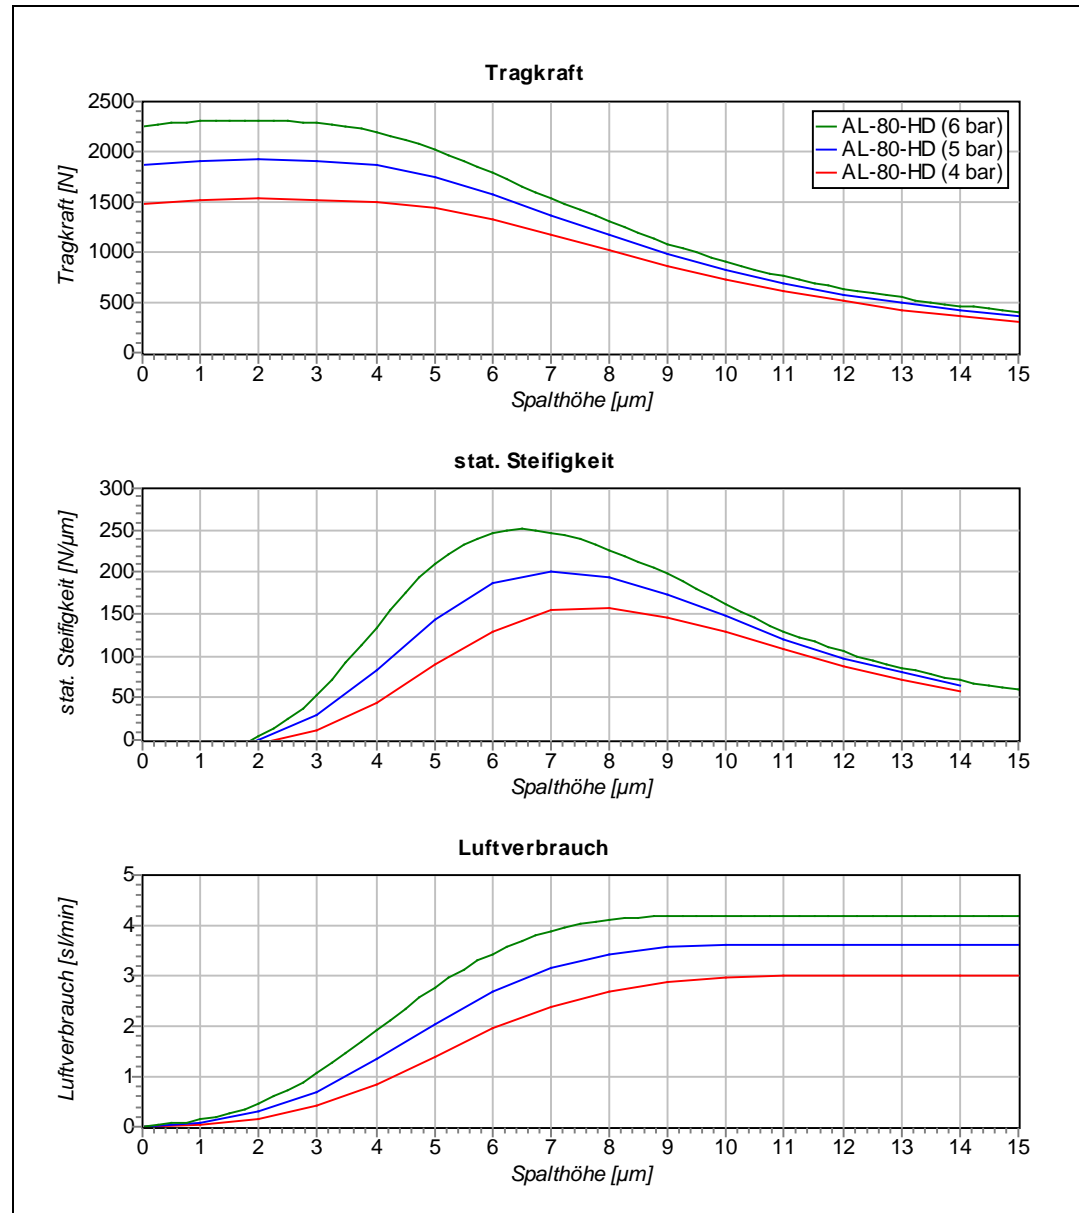 Tragkraft
Tragkraft [N]
2500
2000
1500
1000
500
0
AL-80-HD (6 bar)
AL-80-HD (5 bar)
AL-80-HD (4 bar)
0 1 2 3 4 5 6 7 8 9 10 11 12 13 14 15
Spalthöhe [µm]
stat. Steifigkeit
stat. Steifigkeit [N/µm]
300
250
200
150
100
50
0
0 1 2 3 4 5 6 7 8 9 10 11 12 13 14 15
Spalthöhe [µm]
Luftverbrauch
Luftverbrauch [sl/min]
5
4
3
2
1
0
0 1 2 3 4 5 6 7 8 9 10 11 12 13 14 15
Spalthöhe [µm]